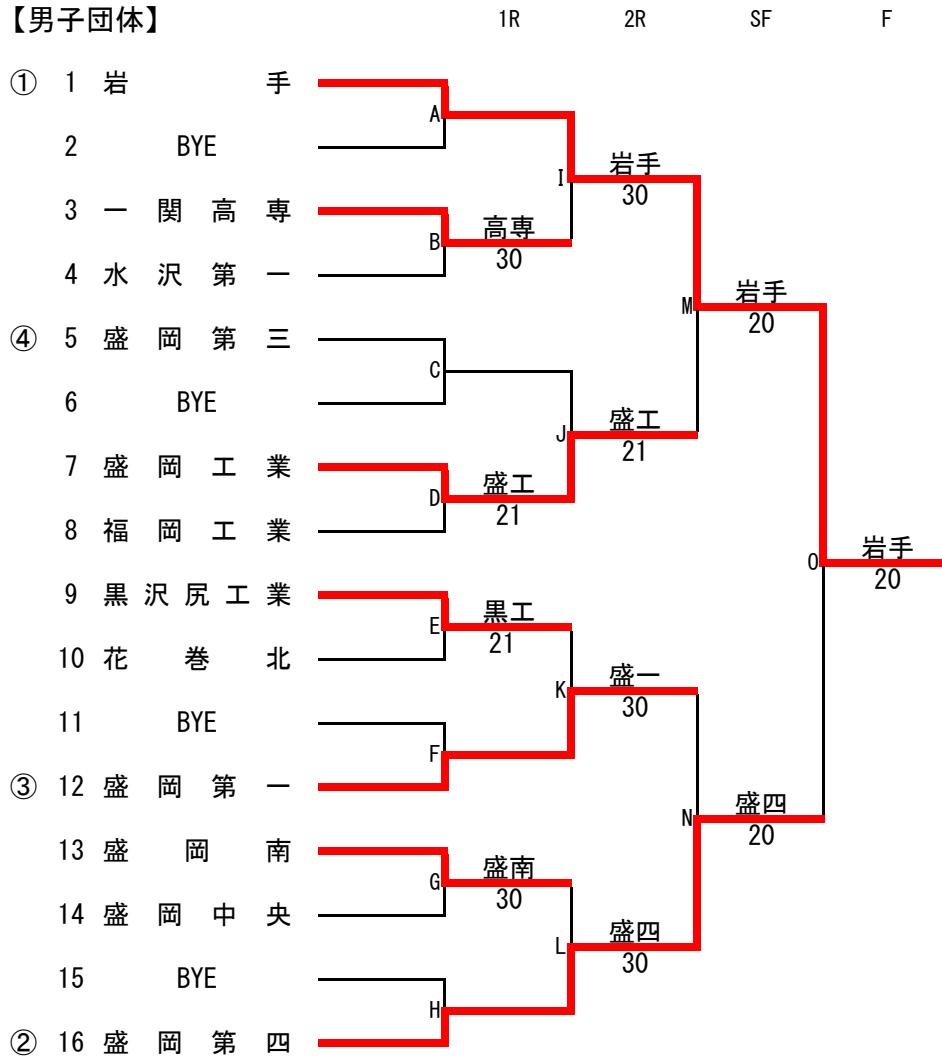 【男子団体】 1R 2R SF F
① 1 岩手
A
2 BYE
岩手
I
30
3 一関高専
高専
B
30
4 水沢第一
岩手
M
20
④ 5 盛岡第三
C
6 BYE
盛工
J
21
7 盛岡工業
盛工
D
21
8 福岡工業
岩手
O
20
9 黒沢尻工業
黒工
E
21
10 花巻北
盛一
K
30
11 BYE
F
③ 12 盛岡第一
盛四
N
20
13 盛岡南
盛南
G
30
14 盛岡中央
盛四
L
30
15 BYE
H
② 16 盛岡第四